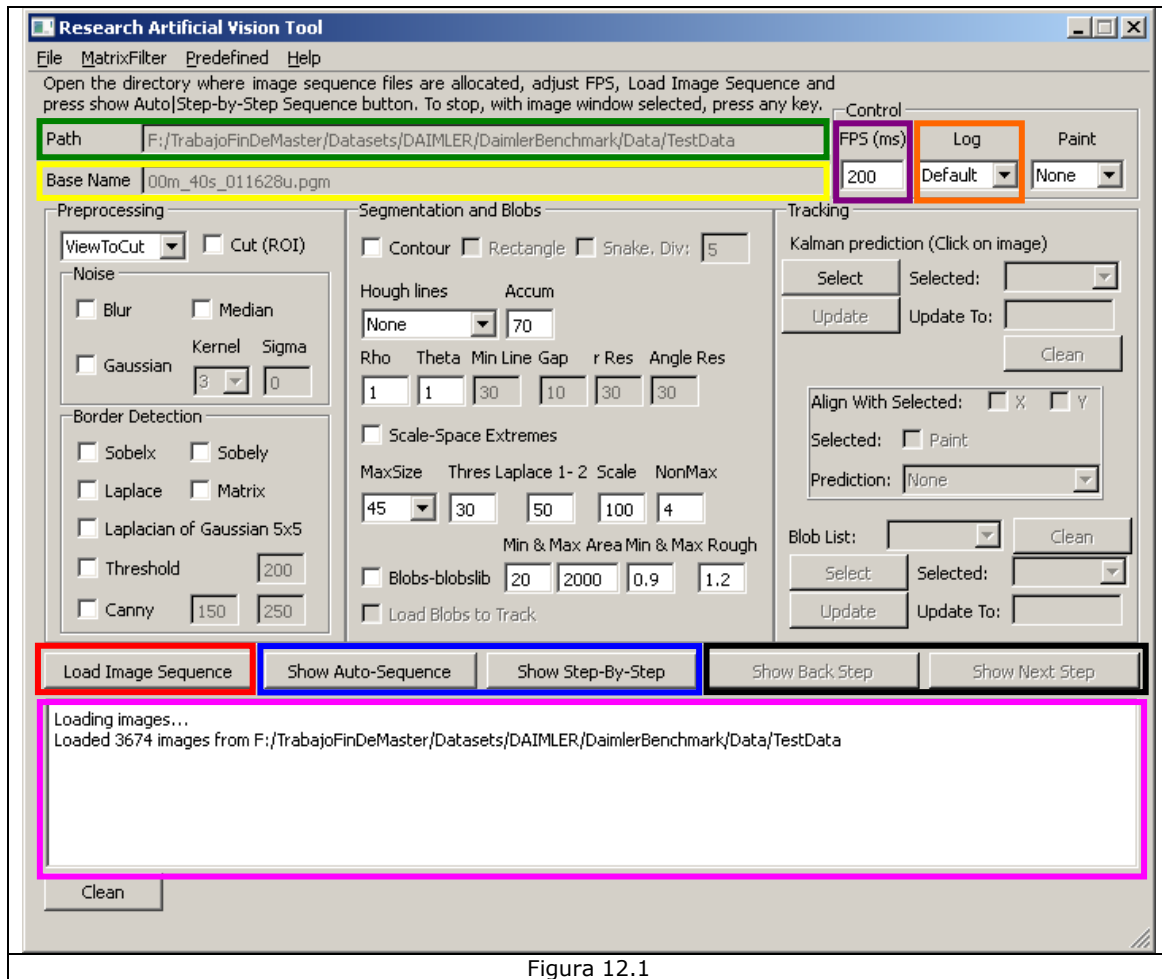 Research Artificial Vision Tool
File MatrixFilter Predefined Help
Open the directory where image sequence files are allocated, adjust FPS, Load Image Sequence and
press show Auto|Step-by-Step Sequence button. To stop, with image window selected, press any key.
Control
Path F:/TrabajoFinDeMaster/Datasets/DAIMLER/DaimlerBenchmark/Data/TestData
FPS (ms) Log Paint
Base Name 00m_40s_011628u.pgm
200 Default None
Preprocessing
ViewToCut Cut (ROI)
Noise
Blur Median
Gaussian
Kernel Sigma
3 0
Border Detection
Sobelx Sobely
Laplace Matrix
Laplacian of Gaussian 5x5
Threshold 200
Canny 150 250
Segmentation and Blobs
Contour Rectangle Snake. Div: 5
Hough lines Accum
None 70
Rho Theta Min Line Gap r Res Angle Res
1 1 30 10 30 30
Scale-Space Extremes
MaxSize Thres Laplace 1- 2 Scale NonMax
45 30 50 100 4
Min & Max Area Min & Max Rough
Blobs-blobslib 20 2000 0.9 1.2
Load Blobs to Track
Tracking
Kalman prediction (Click on image)
Select Selected:
Update Update To:
Clean
Align With Selected: X Y
Selected: Paint
Prediction: None
Blob List: Clean
Select Selected:
Update Update To:
Load Image Sequence Show Auto-Sequence Show Step-By-Step Show Back Step Show Next Step
Loading images...
Loaded 3674 images from F:/TrabajoFinDeMaster/Datasets/DAIMLER/DaimlerBenchmark/Data/TestData
Clean
Figura 12.1